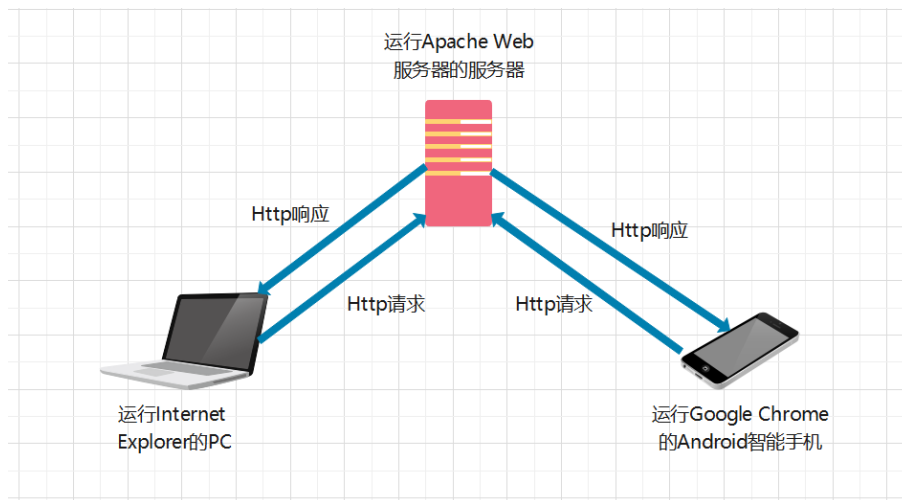 运行Apache Web
服务器的服务器
Http响应
Http响应
Http请求
Http请求
运行Internet
Explorer的PC
运行Google Chrome
的Android智能手机